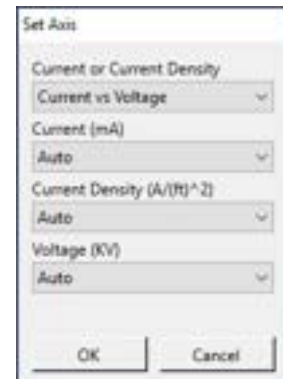 Set Axis
Current or Current Density
Current vs Voltage
Current (mA)
Auto
Current Density (A/(ft)^2)
Auto
Voltage (KV)
Auto
OK Cancel